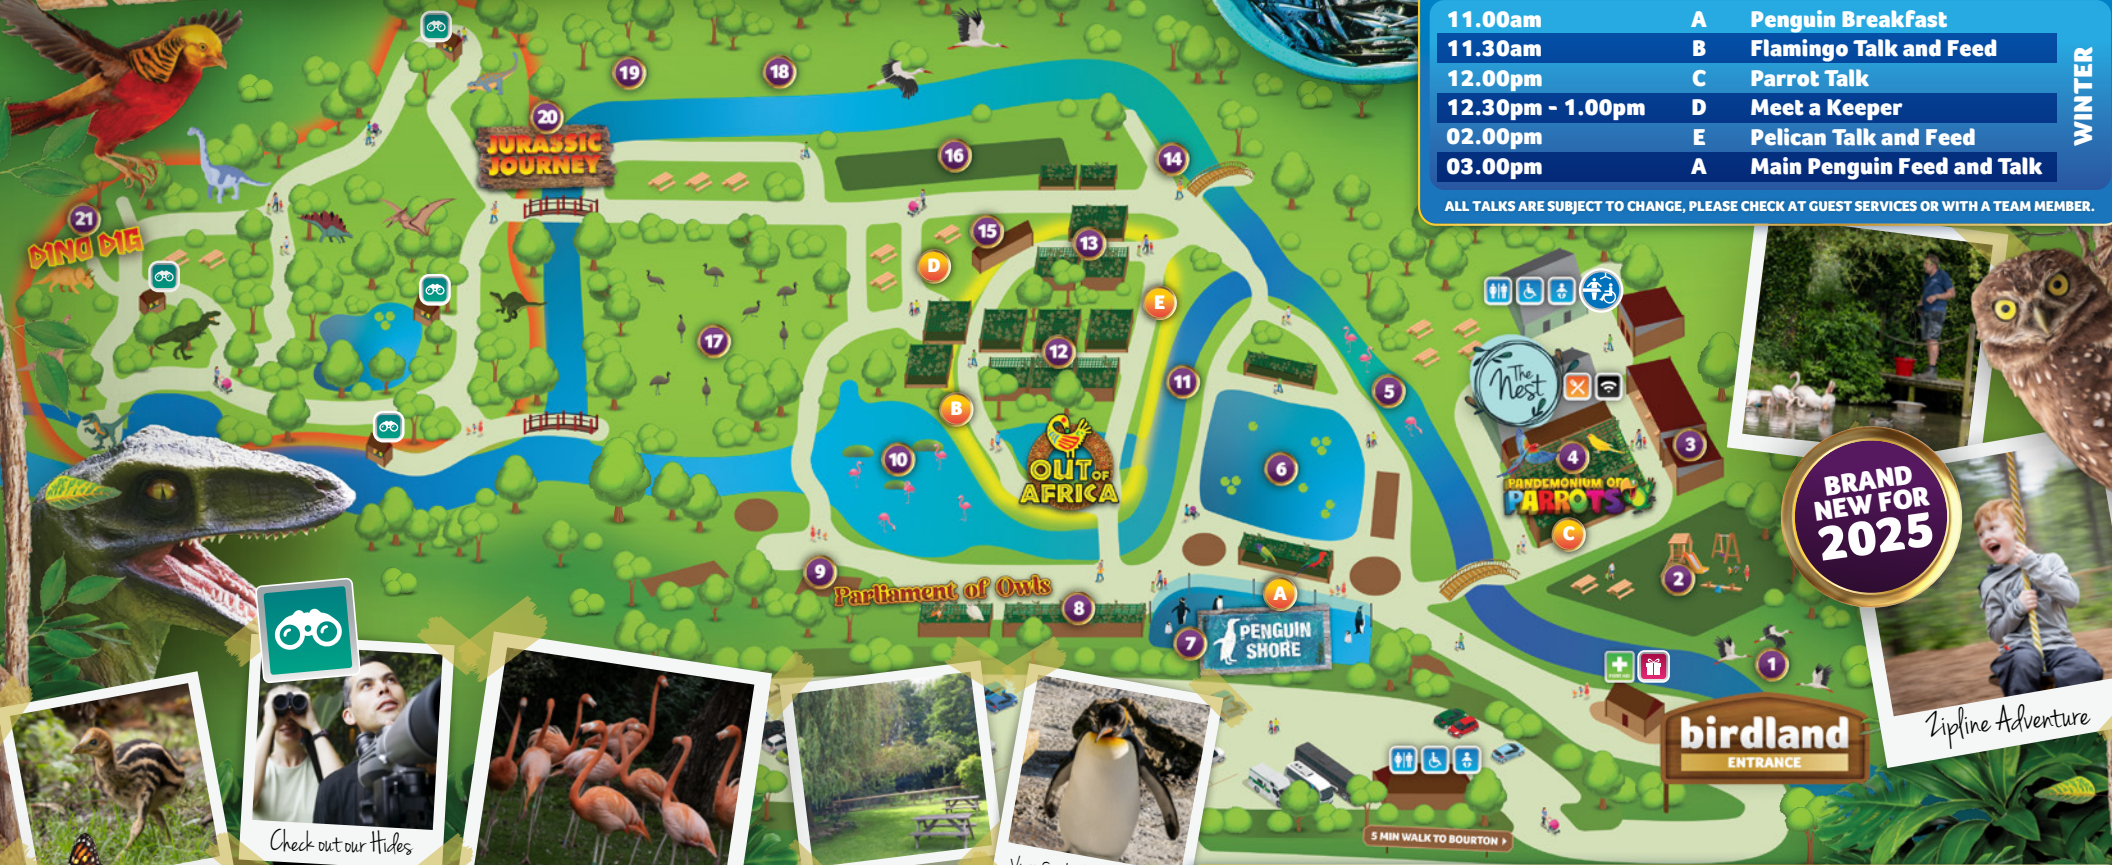 11.00am A Penguin Breakfast
11.30am B Flamingo Talk and Feed
12.00pm C Parrot Talk
12.30pm - 1.00pm D Meet a Keeper
02.00pm E Pelican Talk and Feed
03.00pm A Main Penguin Feed and Talk
WINTER
ALL TALKS ARE SUBJECT TO CHANGE, PLEASE CHECK AT GUEST SERVICES OR WITH A TEAM MEMBER.
19
18
20
JURASSIC
JOURNEY
16
14
21
DINO DIG
15
13
D
E
17
12
11
5
B
10
OUT OF
AFRICA
6
The
Nest
4
3
PANDEMONIUM OF
PARROTS
C
BRAND
NEW FOR
2025
9
Parliament of Owls
8
A
7
PENGUIN
SHORE
2
1
birdland
ENTRANCE
Zipline Adventure
Check out our Hides
5 MIN WALK TO BOURTON